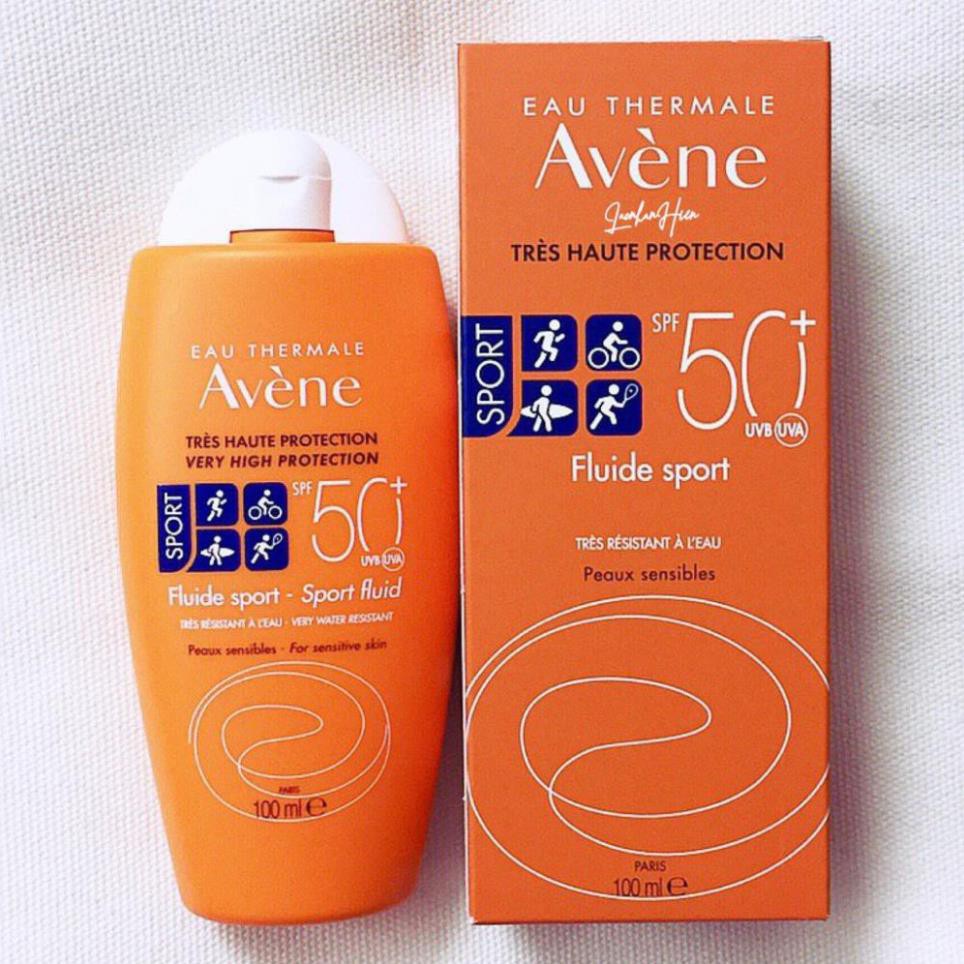 EAU THERMALE
Avène
TRÈS HAUTE PROTECTION
VERY HIGH PROTECTION
SPORT
SPF 50+
UVB UVA
Fluide sport - Sport fluid
TRÈS RÉSISTANT À L'EAU - VERY WATER RESISTANT
Peaux sensibles - For sensitive skin
PARIS
100 ml e
EAU THERMALE
Avène
TRÈS HAUTE PROTECTION
SPORT
SPF 50+
UVB UVA
Fluide sport
TRÈS RÉSISTANT À L'EAU
Peaux sensibles
PARIS
100 ml e